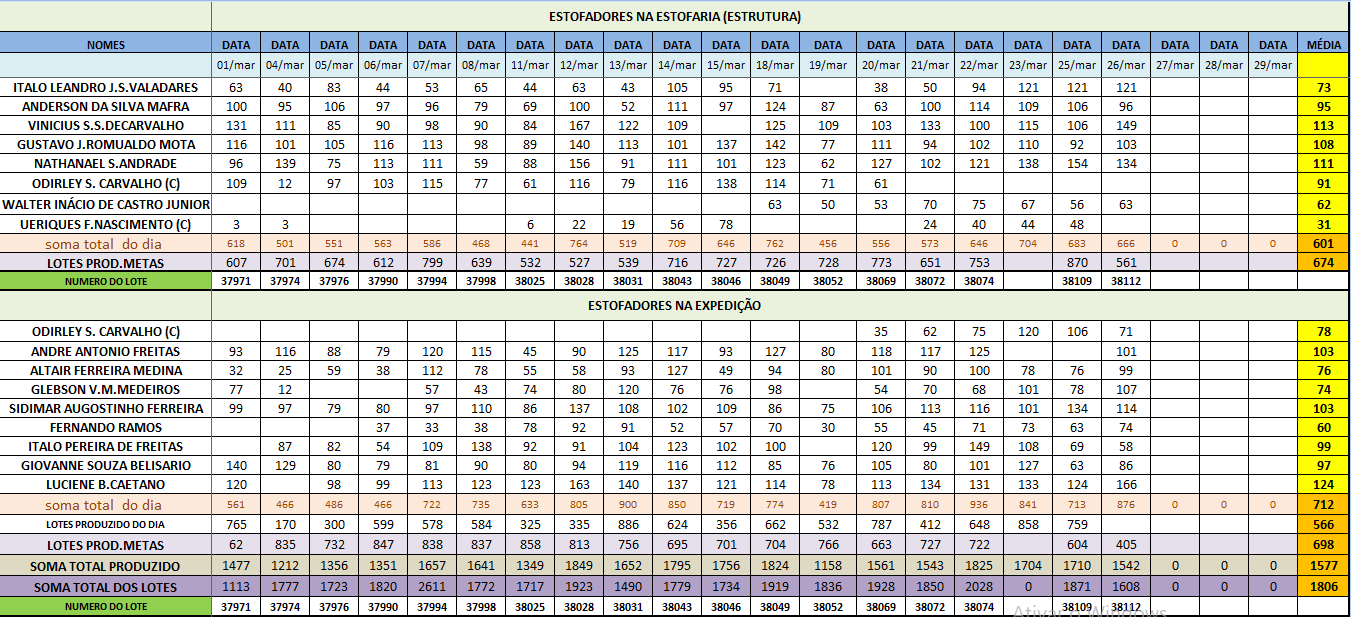 ESTOFADORES NA ESTOFARIA (ESTRUTURA)
NOMES DATA DATA DATA DATA DATA DATA DATA DATA DATA DATA DATA DATA DATA DATA DATA DATA DATA DATA DATA DATA DATA DATA MÉDIA
01/mar 04/mar 05/mar 06/mar 07/mar 08/mar 11/mar 12/mar 13/mar 14/mar 15/mar 18/mar 19/mar 20/mar 21/mar 22/mar 23/mar 25/mar 26/mar 27/mar 28/mar 29/mar
ITALO LEANDRO J.S.VALADARES 63 40 83 44 53 65 44 63 43 105 95 71 38 50 94 121 121 121 73
ANDERSON DA SILVA MAFRA 100 95 106 97 96 79 69 100 52 111 97 124 87 63 100 114 109 106 96 95
VINICIUS S.S.DECARVALHO 131 111 85 90 98 90 84 167 122 109 125 109 103 133 100 115 106 149 113
GUSTAVO J.ROMUALDO MOTA 116 101 105 116 113 98 89 140 113 101 137 142 77 111 94 102 110 92 103 108
NATHANAEL S.ANDRADE 96 139 75 113 111 59 88 156 91 111 101 123 62 127 102 121 138 154 134 111
ODIRLEY S. CARVALHO (C) 109 12 97 103 115 77 61 116 79 116 138 114 71 61 91
WALTER INÁCIO DE CASTRO JUNIOR 63 50 53 70 75 67 56 63 62
UERIQUES F.NASCIMENTO (C) 3 3 6 22 19 56 78 24 40 44 48 31
soma total do dia 618 501 551 563 586 468 441 764 519 709 646 762 456 556 573 646 704 683 666 0 0 0 601
LOTES PROD.METAS 607 701 674 612 799 639 532 527 539 716 727 726 728 773 651 753 870 561 674
NUMERO DO LOTE 37971 37974 37976 37990 37994 37998 38025 38028 38031 38043 38046 38049 38052 38069 38072 38074 38109 38112
ESTOFADORES NA EXPEDIÇÃO
ODIRLEY S. CARVALHO (C) 35 62 75 120 106 71 78
ANDRE ANTONIO FREITAS 93 116 88 79 120 115 45 90 125 117 93 127 80 118 117 125 101 103
ALTAIR FERREIRA MEDINA 32 25 59 38 112 78 55 58 93 127 49 94 80 101 90 100 78 76 99 76
GLEBSON V.M.MEDEIROS 77 12 57 43 74 80 120 76 76 98 54 70 68 101 78 107 74
SIDIMAR AUGOSTINHO FERREIRA 99 97 79 80 97 110 86 137 108 102 109 86 75 106 113 116 101 134 114 103
FERNANDO RAMOS 37 33 38 78 92 91 52 57 70 30 55 45 71 73 63 74 60
ITALO PEREIRA DE FREITAS 87 82 54 109 138 92 91 104 123 102 100 120 99 149 108 69 58 99
GIOVANNE SOUZA BELISARIO 140 129 80 79 81 90 80 94 119 116 112 85 76 105 80 101 127 63 86 97
LUCIENE B.CAETANO 120 98 99 113 123 123 163 140 137 121 114 78 113 134 131 133 124 166 124
soma total do dia 561 466 486 466 722 735 633 805 900 850 719 774 419 807 810 936 841 713 876 0 0 0 712
LOTES PRODUZIDO DO DIA 765 170 300 599 578 584 325 335 886 624 356 662 532 787 412 648 858 759 566
LOTES PROD.METAS 62 835 732 847 838 837 858 813 756 695 701 704 766 663 727 722 604 405 698
SOMA TOTAL PRODUZIDO 1477 1212 1356 1351 1657 1641 1349 1849 1652 1795 1756 1824 1158 1561 1543 1825 1704 1710 1542 0 0 0 1577
SOMA TOTAL DOS LOTES 1113 1777 1723 1820 2611 1772 1717 1923 1490 1779 1734 1919 1836 1928 1850 2028 0 1871 1608 0 0 0 1806
NUMERO DO LOTE 37971 37974 37976 37990 37994 37998 38025 38028 38031 38043 38046 38049 38052 38069 38072 38074 38109 38112
Ativar o Windows